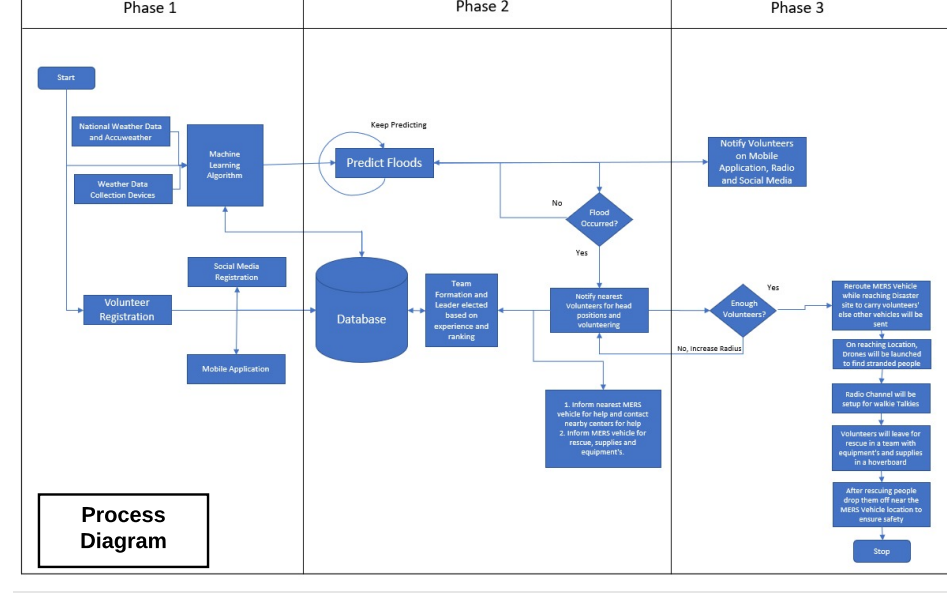 Phase 1
Phase 2
Phase 3
Start
National Weather Data
and Accuweather
Machine
Learning
Algorithm
Weather Data
Collection Devices
Keep Predicting
Predict Floods
Notify Volunteers
on Mobile
Application, Radio
and Social Media
No
Flood
Occurred?
Yes
Social Media
Registration
Volunteer
Registration
Mobile Application
Database
Team
Formation and
Leader elected
based on
experience and
ranking
Notify nearest
Volunteers for head
positions and
volunteering
Enough
Volunteers?
Yes
No, Increase Radius
1. Inform nearest MERS
vehicle for help and contact
nearby centers for help
2. Inform MERS vehicle for
rescue, supplies and
equipment's.
Reroute MERS Vehicle
while reaching Disaster
site to carry volunteers'
else other vehicles will be
sent
On reaching Location,
Drones will be launched
to find stranded people
Radio Channel will be
setup for walkie Talkies
Volunteers will leave for
rescue in a team with
equipment's and supplies
in a hoverboard
After rescuing people
drop them off near the
MERS Vehicle location to
ensure safety
Stop
Process
Diagram